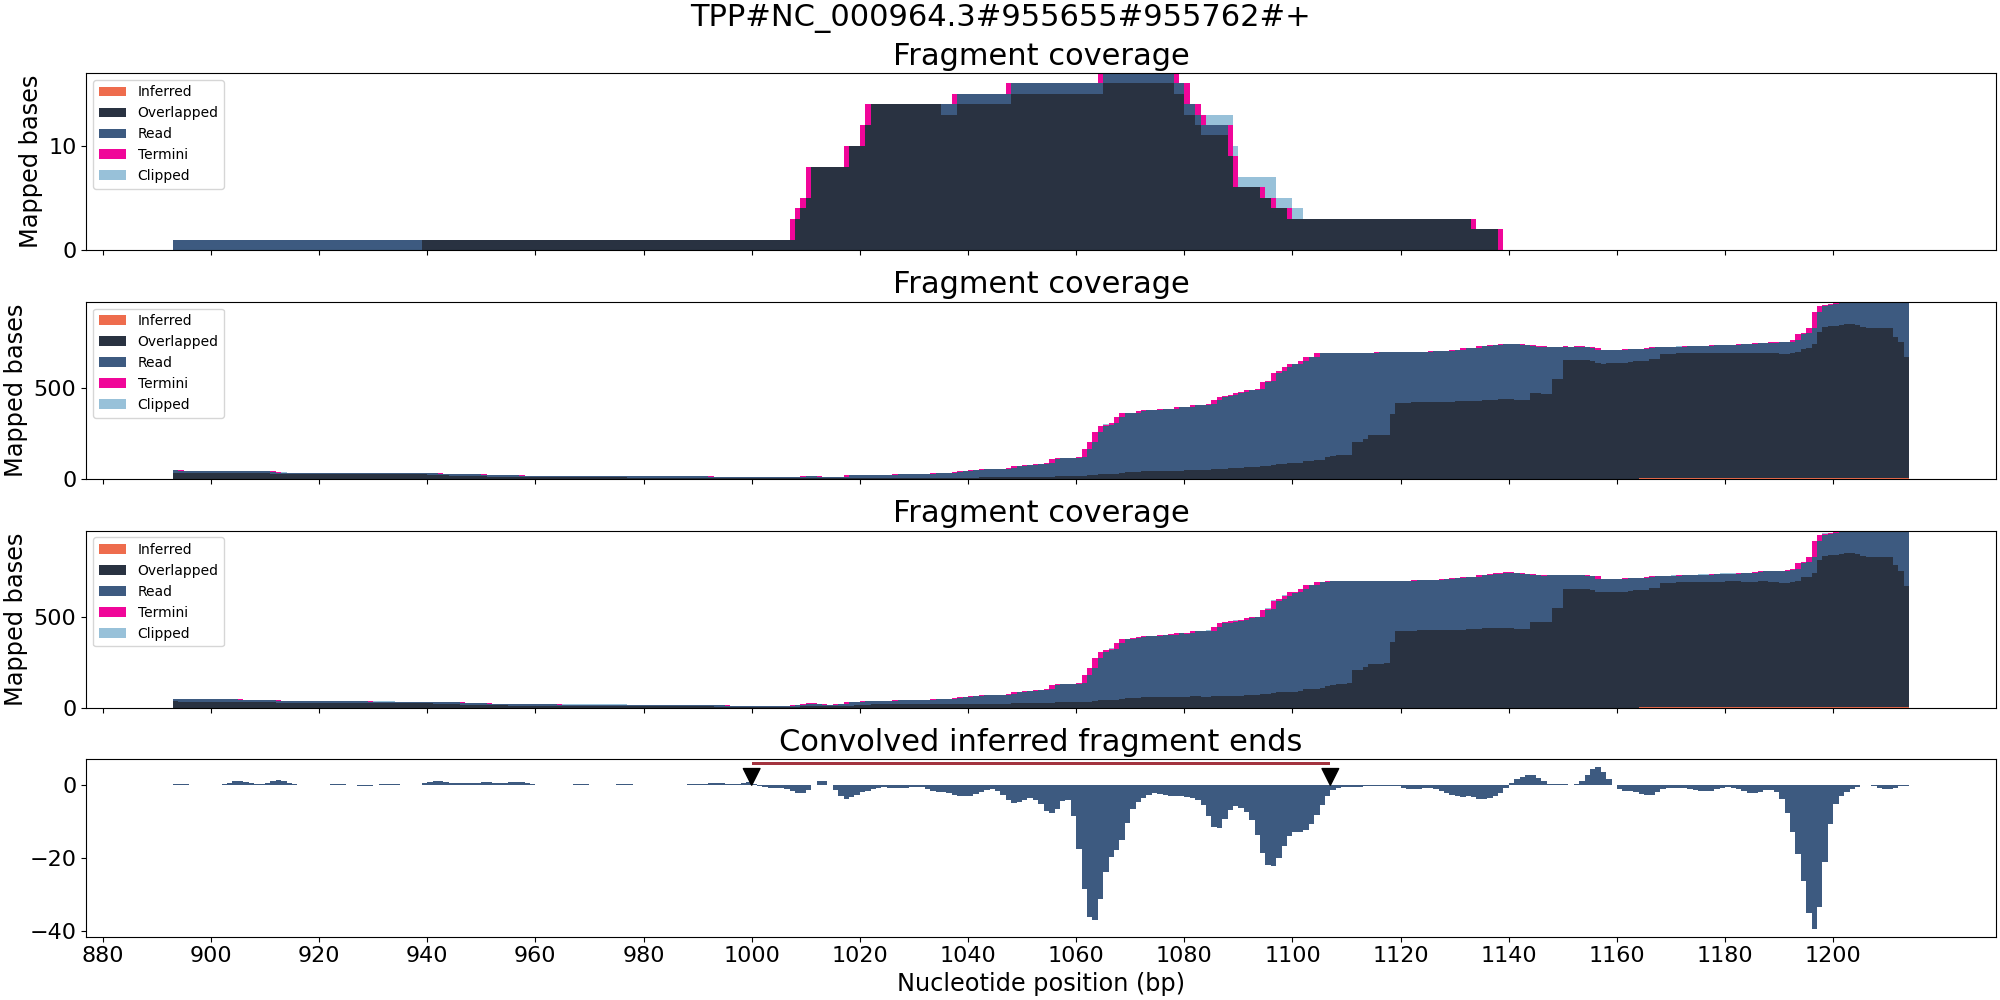 TPP#NC_000964.3#955655#955762#+
Fragment coverage
Mapped bases
10
0
Inferred
Overlapped
Read
Termini
Clipped
Fragment coverage
Mapped bases
500
0
Inferred
Overlapped
Read
Termini
Clipped
Fragment coverage
Mapped bases
500
0
Inferred
Overlapped
Read
Termini
Clipped
Convolved inferred fragment ends
0
−20
−40
880 900 920 940 960 980 1000 1020 1040 1060 1080 1100 1120 1140 1160 1180 1200
Nucleotide position (bp)